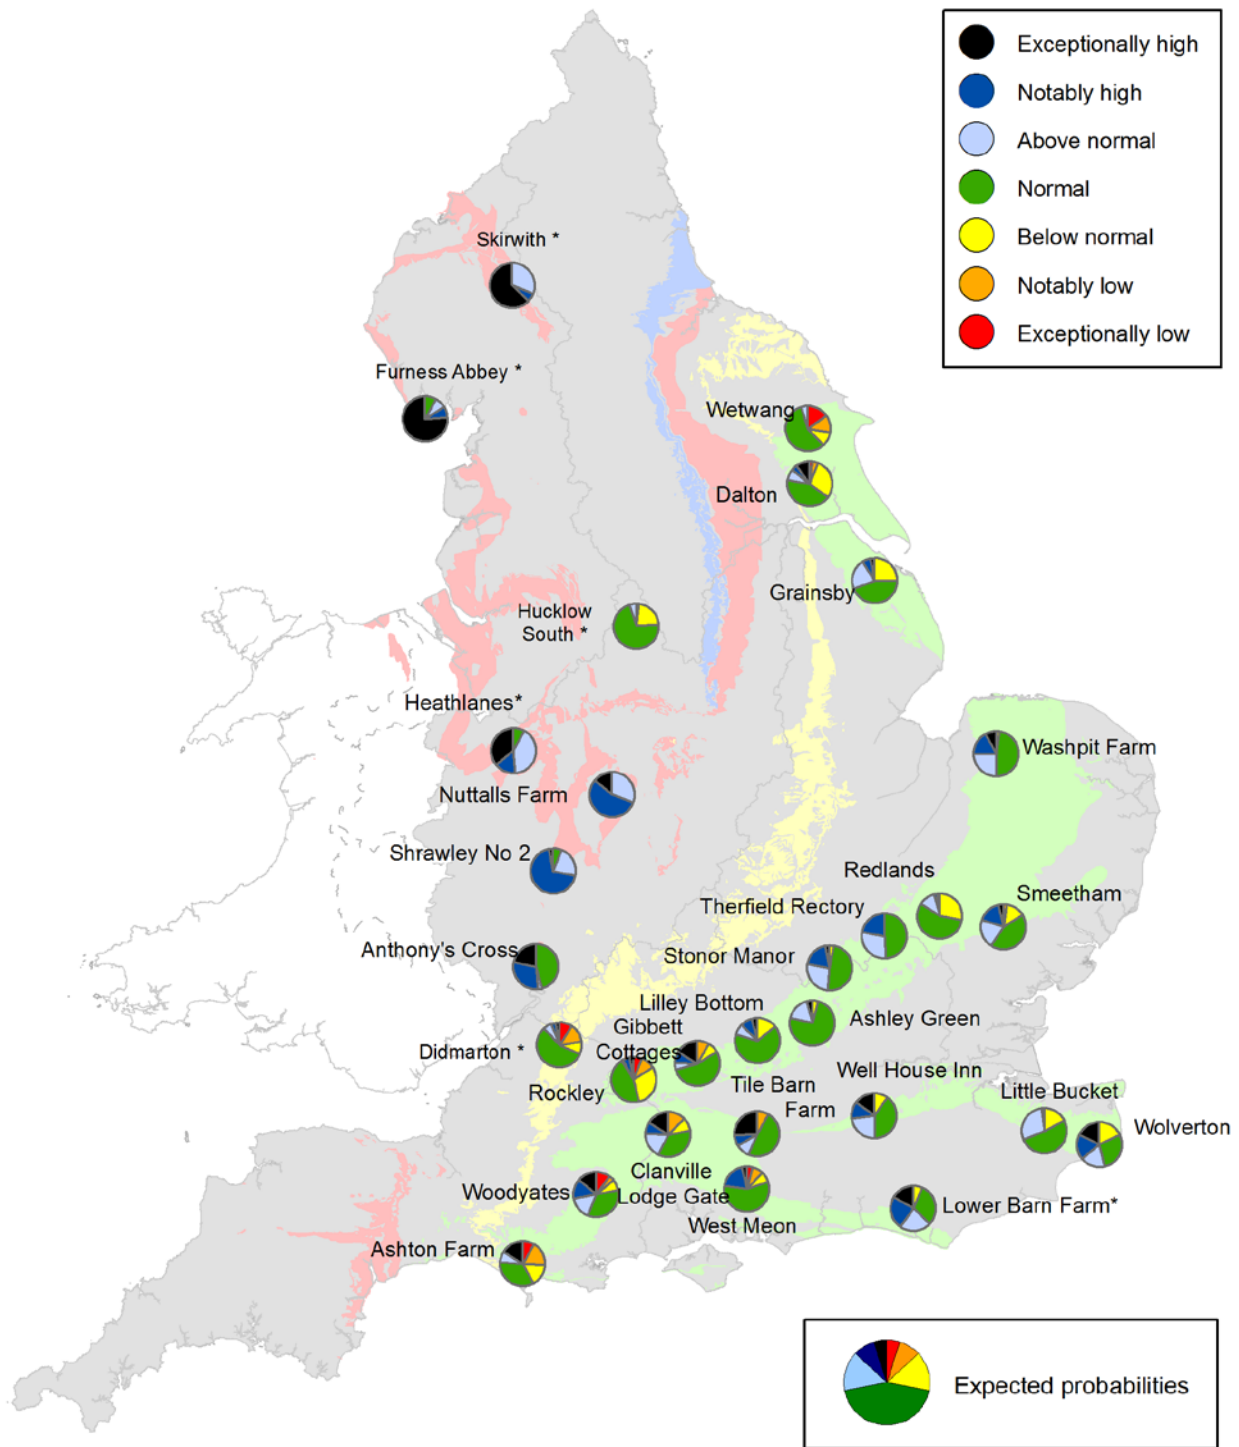 Exceptionally high
Notably high
Above normal
Normal
Below normal
Notably low
Exceptionally low
Skirwith *
Furness Abbey *
Wetwang
Dalton
Grainsby
Hucklow
South *
Heathlanes*
Nuttalls Farm
Washpit Farm
Shrawley No 2
Redlands
Smeetham
Therfield Rectory
Anthony's Cross
Stonor Manor
Lilley Bottom
Ashley Green
Gibbett
Cottages
Didmarton *
Rockley
Tile Barn
Farm
Well House Inn
Little Bucket
Wolverton
Clanville
Lodge Gate
Woodyates
West Meon
Lower Barn Farm*
Ashton Farm
Expected probabilities